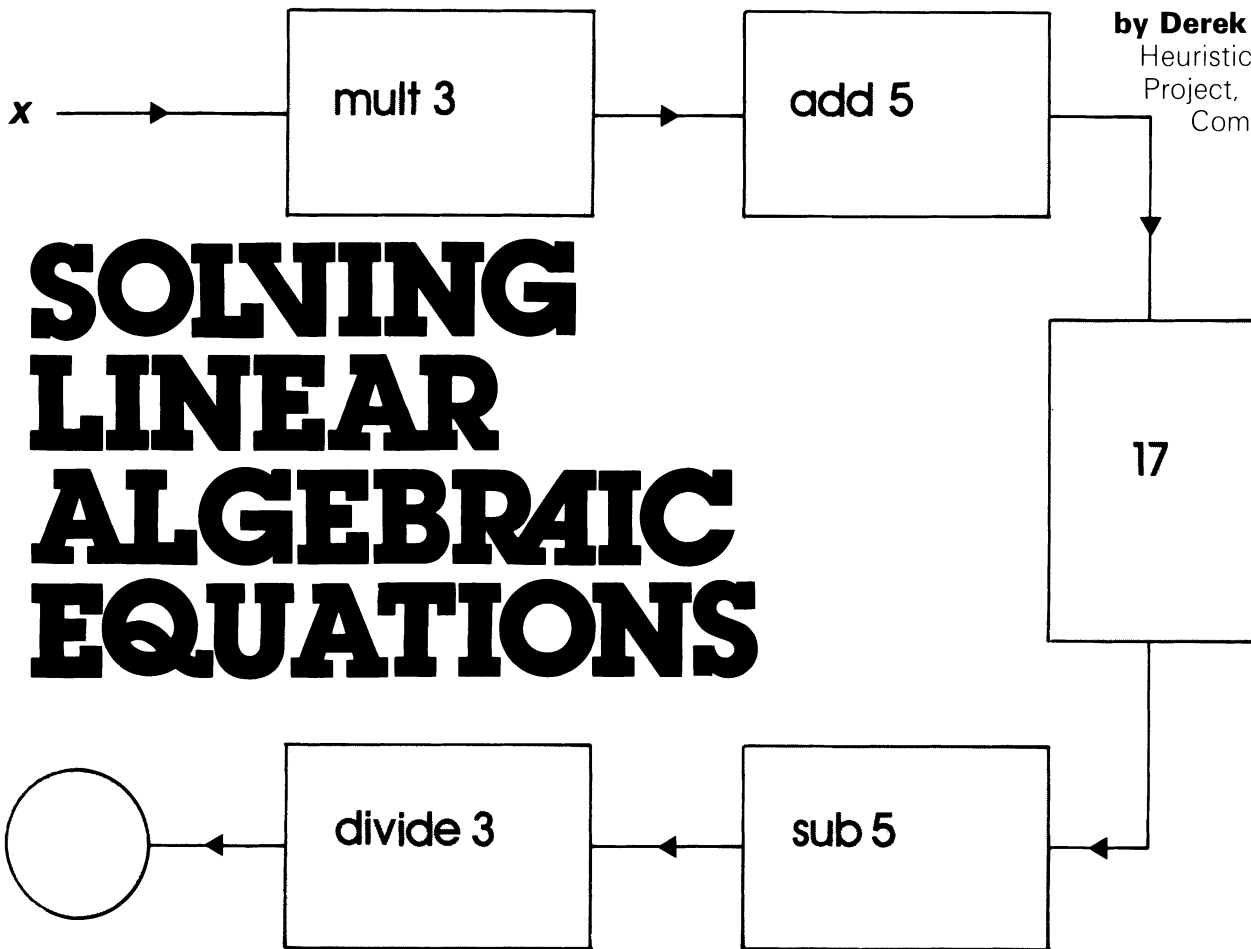 by Derek
Heuristic
Project,
Com
x
mult 3
add 5
SOLVING
LINEAR
ALGEBRAIC
EQUATIONS
17
divide 3
sub 5